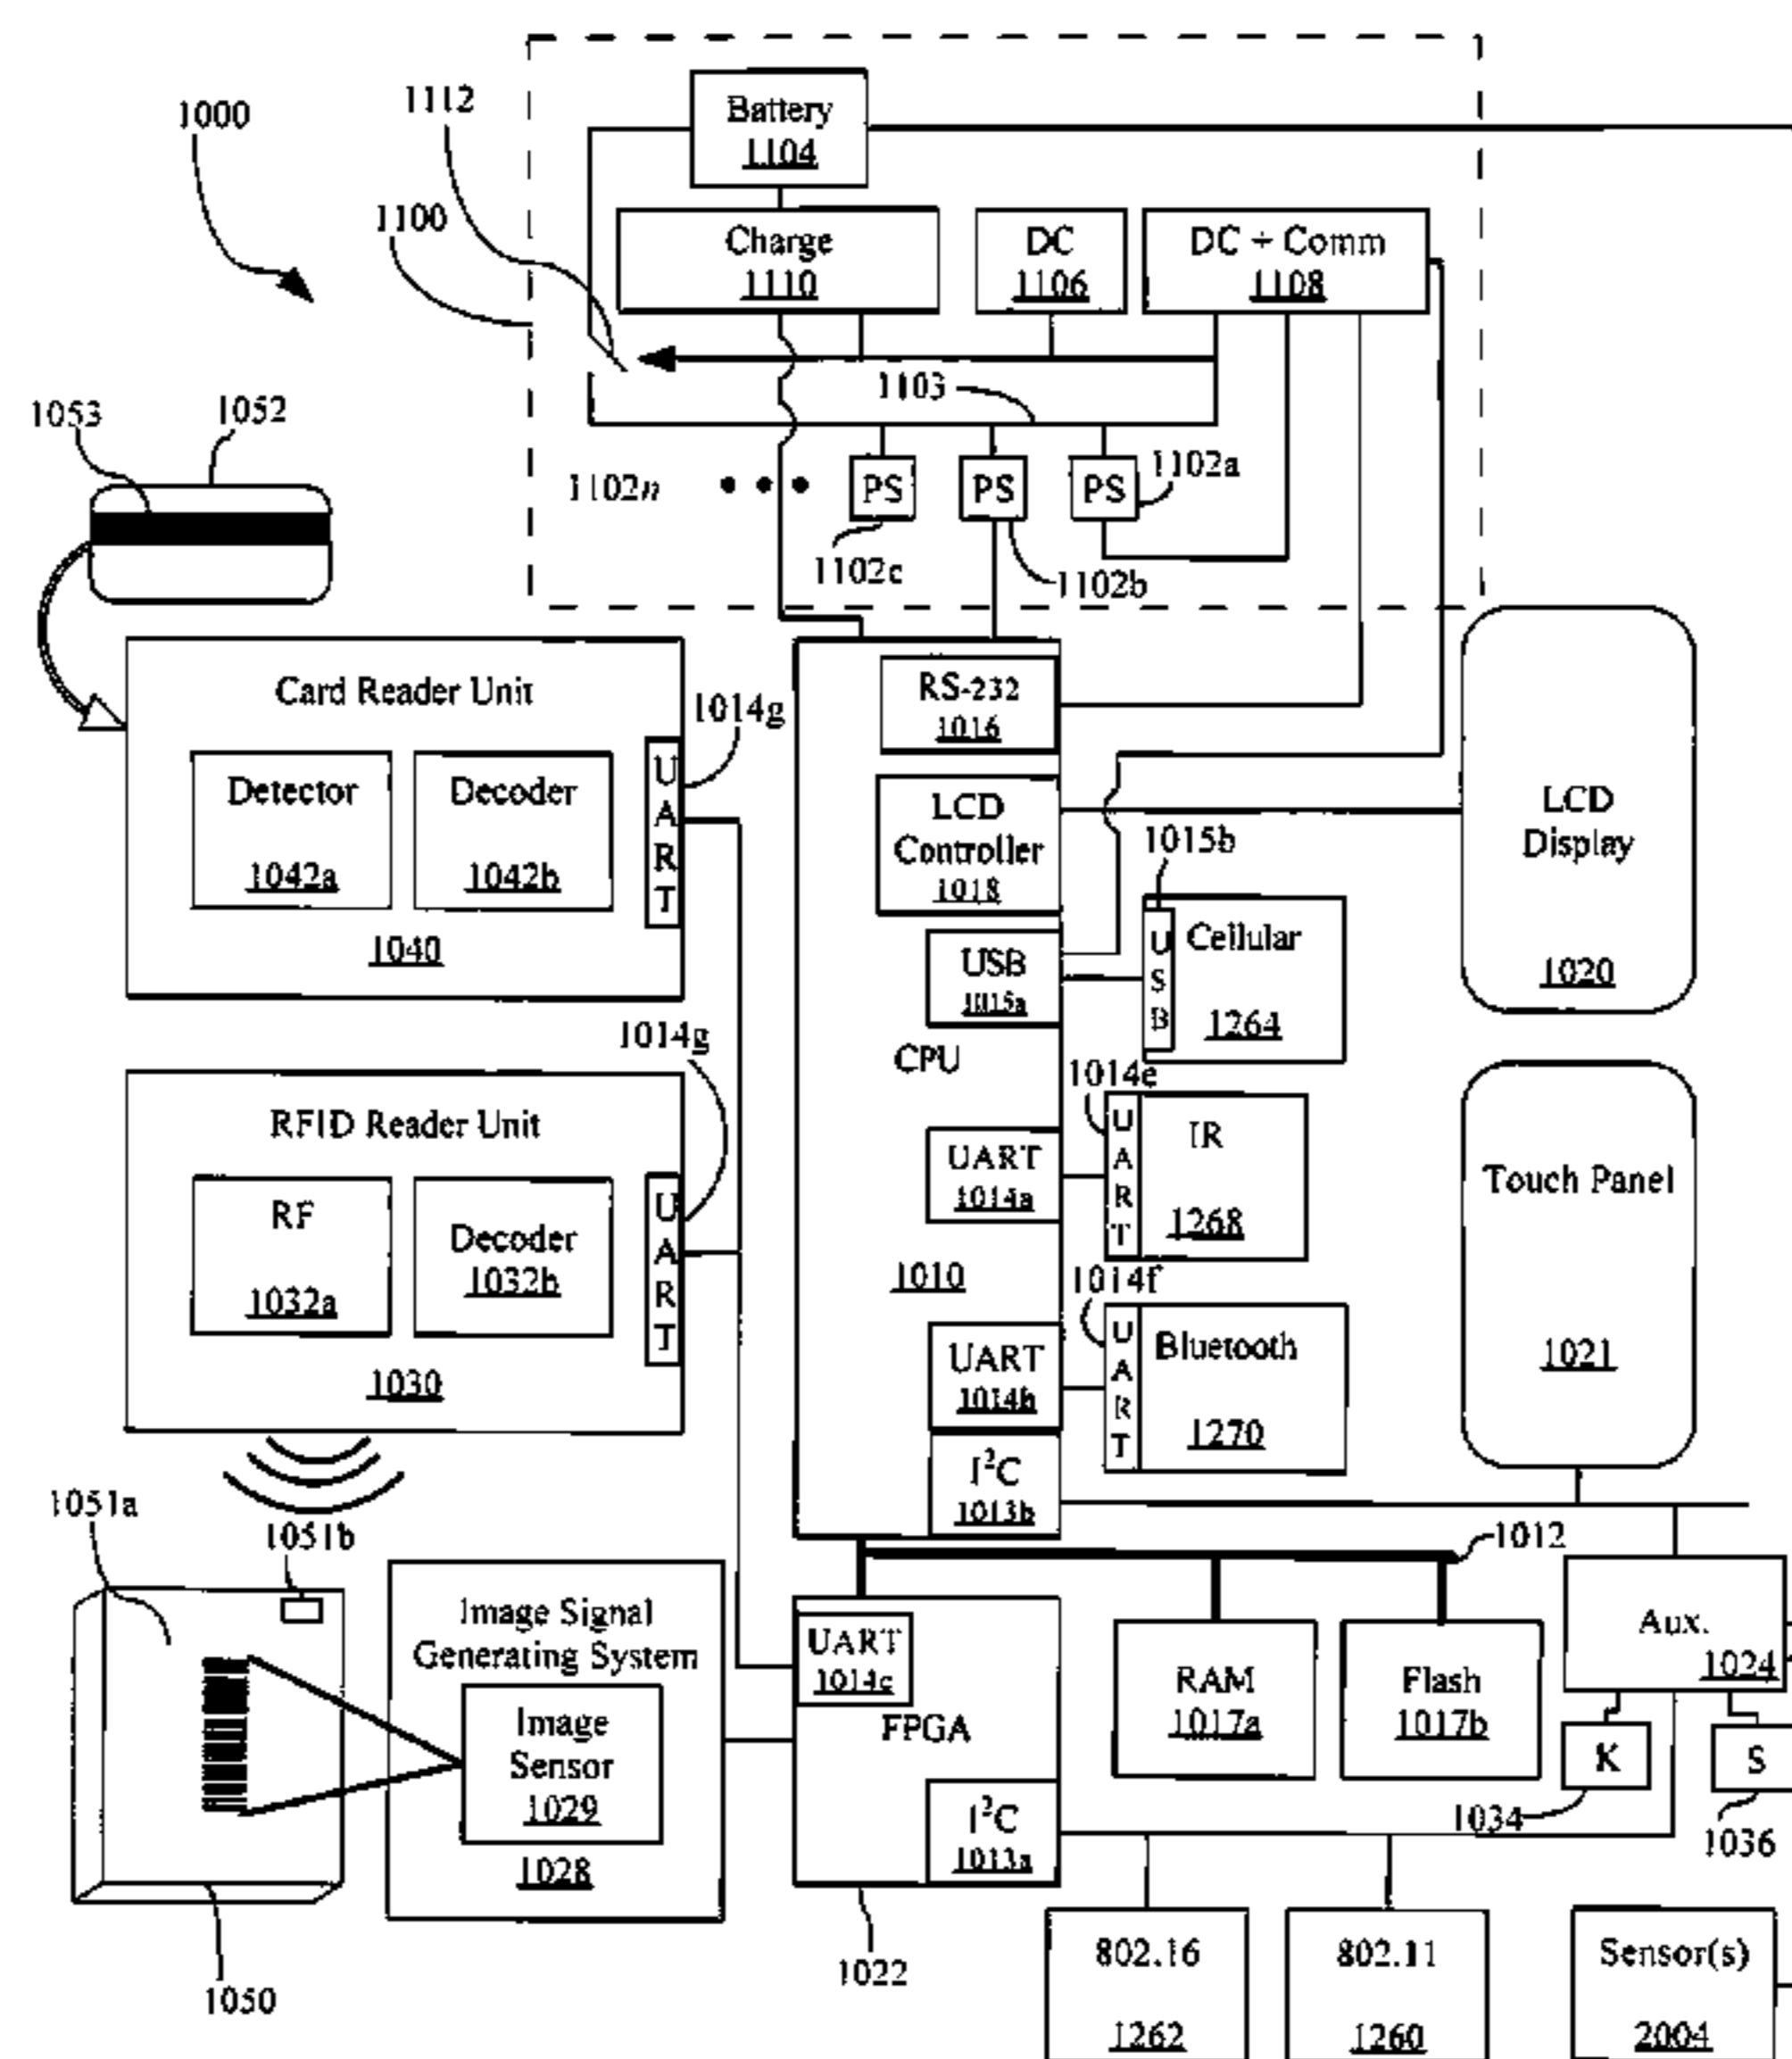 1000
1112
1100
Battery
1104
Charge
1110
DC
1106
DC + Comm
1108
1103
1053
1052
1102n
PS
PS
PS
1102a
1102c
1102b
Card Reader Unit
Detector
1042a
Decoder
1042b
1040
UART
1014g
RS-232
1016
LCD
Controller
1018
USB
1015a
CPU
UART
1014a
1010
UART
1014b
I²C
1013b
1015b
USB
Cellular
1264
1014e
UART
IR
1268
1014f
UART
Bluetooth
1270
LCD
Display
1020
Touch Panel
1021
1014g
RFID Reader Unit
RF
1032a
Decoder
1032b
1030
UART
1051a
1051b
1050
Image Signal
Generating System
Image
Sensor
1029
1028
UART
1014c
FPGA
I²C
1013a
1022
1012
RAM
1017a
Flash
1017b
Aux.
1024
K
S
1034
1036
802.16
1262
802.11
1260
Sensor(s)
2004